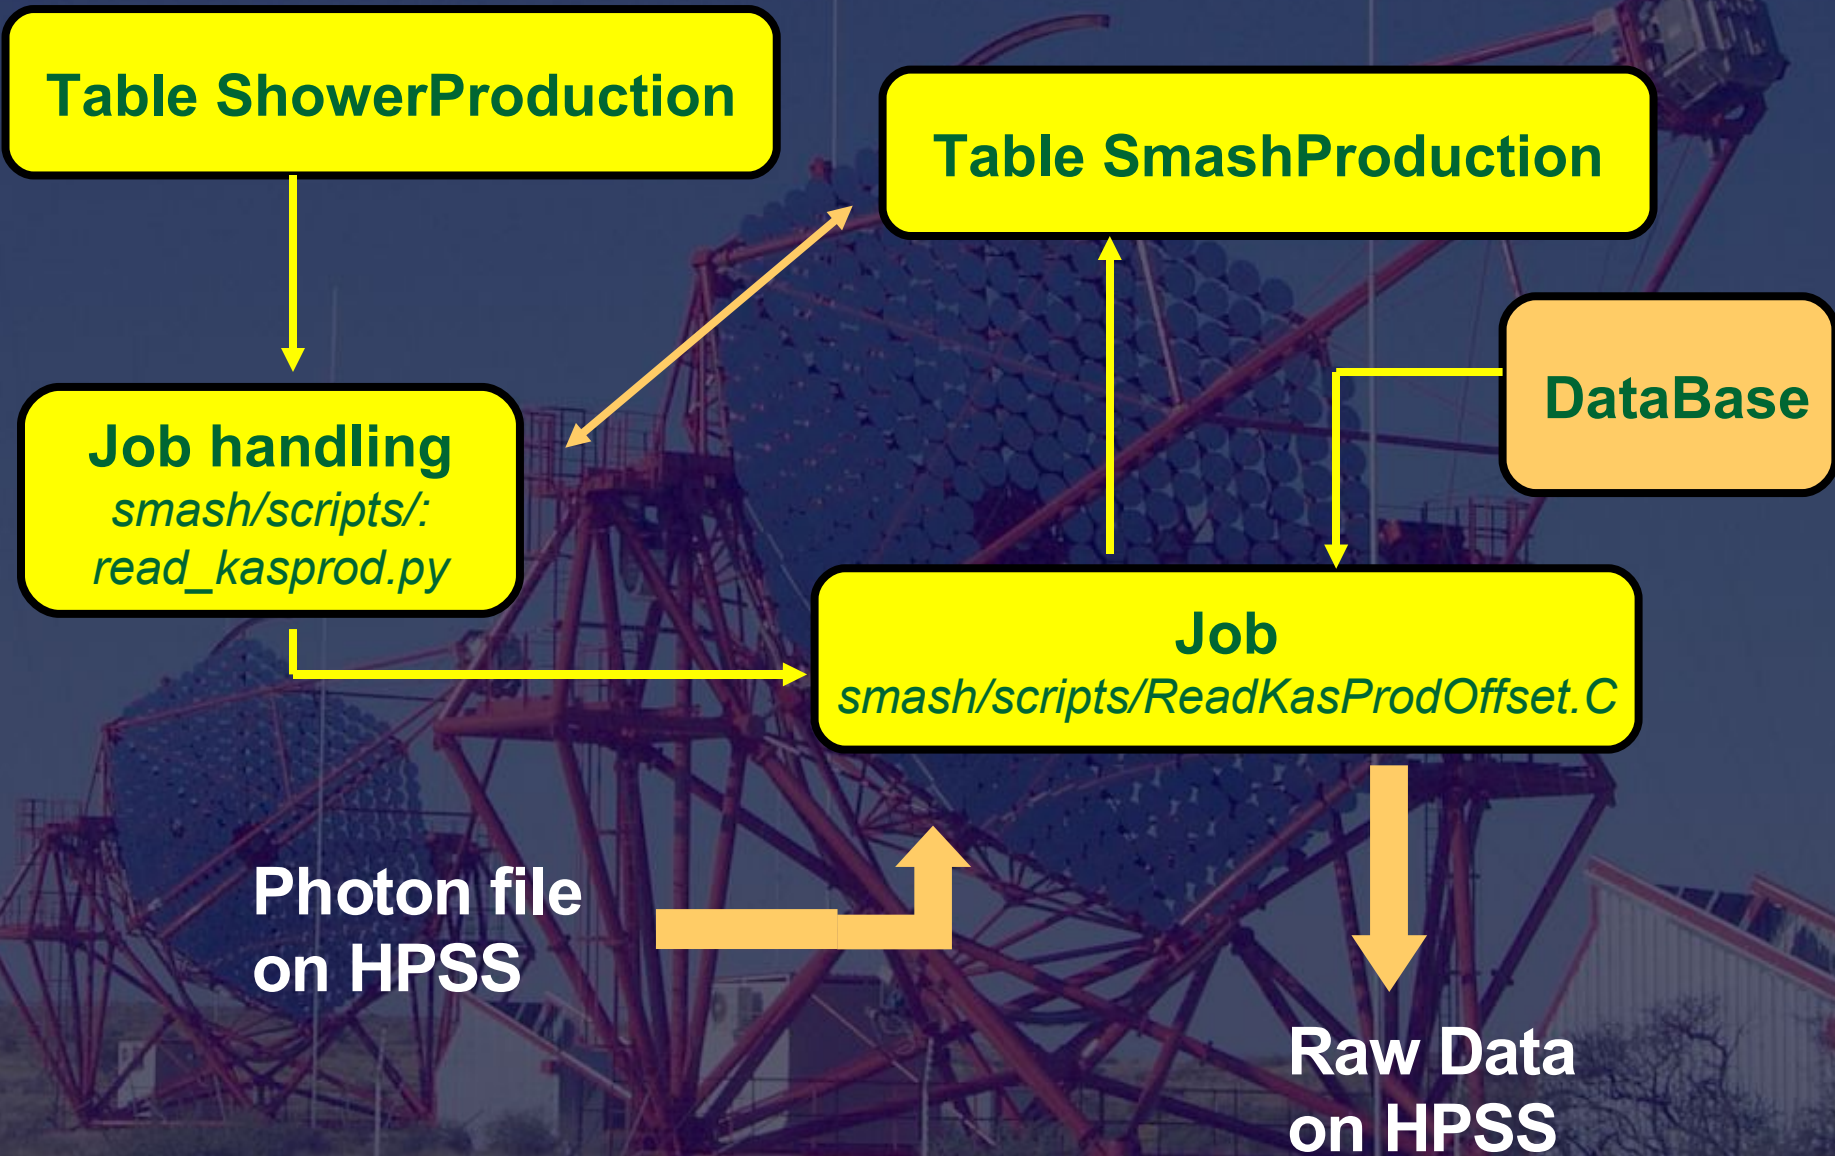 Table ShowerProduction
Table SmashProduction
DataBase
Job handling
smash/scripts/:
read_kasprod.py
Job
smash/scripts/ReadKasProdOffset.C
Photon file
on HPSS
Raw Data
on HPSS